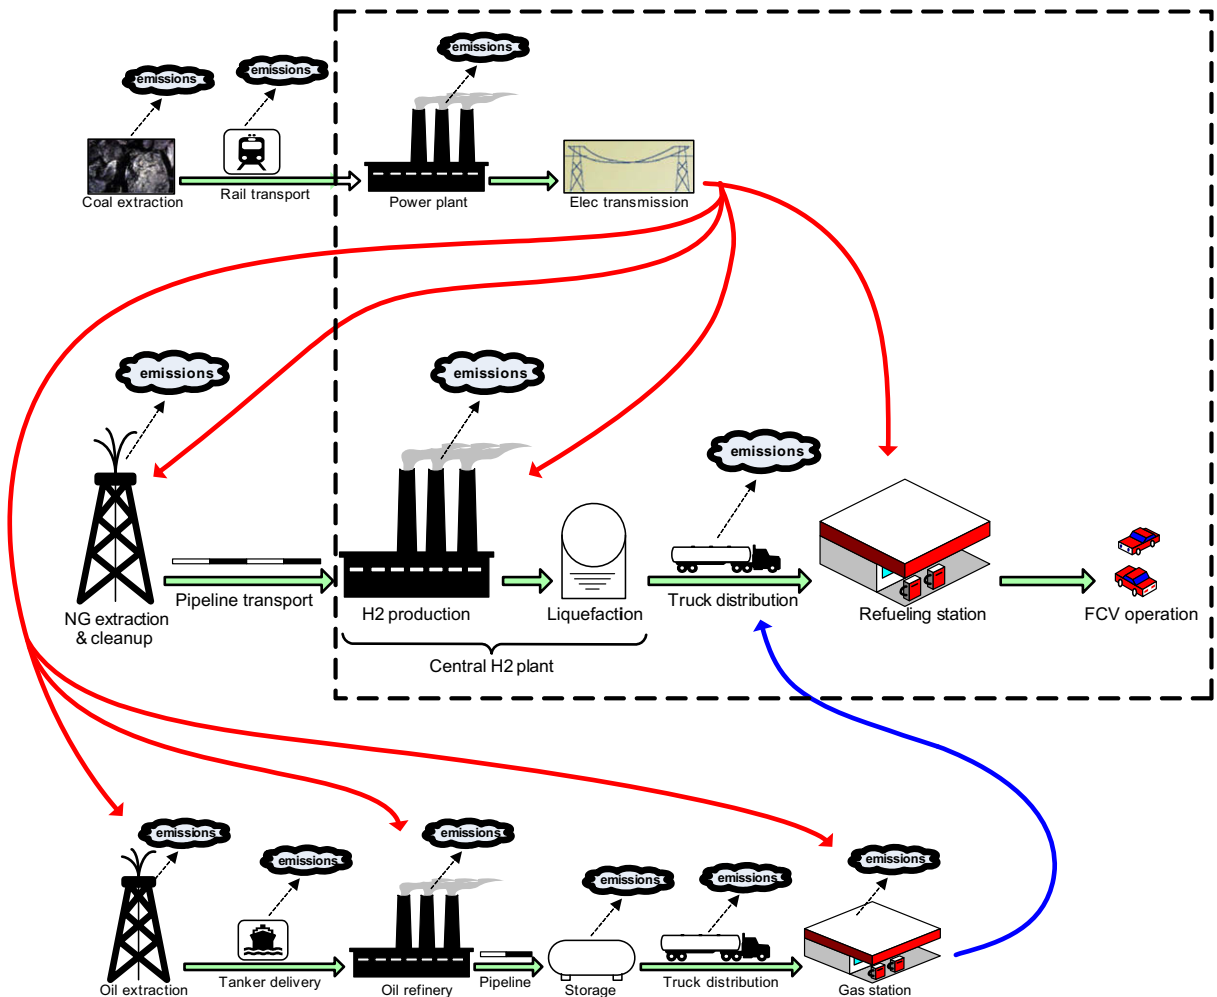 emissions
emissions
emissions
Coal extraction
Rail transport
Power plant
Elec transmission
emissions
emissions
emissions
NG extraction
& cleanup
Pipeline transport
H2 production
Liquefaction
Truck distribution
Refueling station
FCV operation
Central H2 plant
emissions
emissions
emissions
emissions
emissions
emissions
Oil extraction
Tanker delivery
Oil refinery
Pipeline
Storage
Truck distribution
Gas station